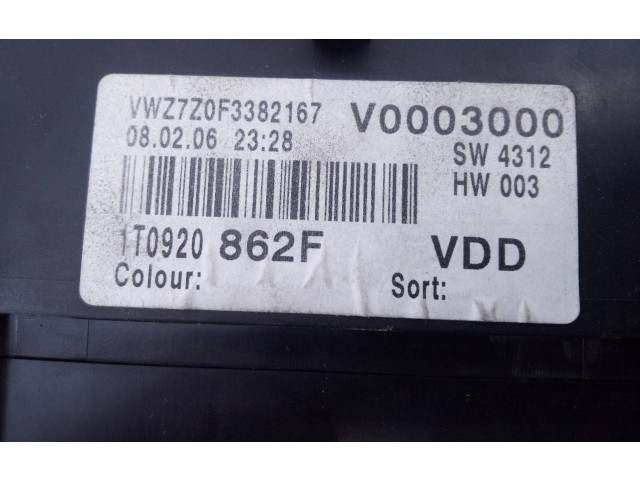 VWZ7Z0F3382167 V0003000
08.02.06 23:28 SW 4312
HW 003
1T0920 862F VDD
Colour: Sort: